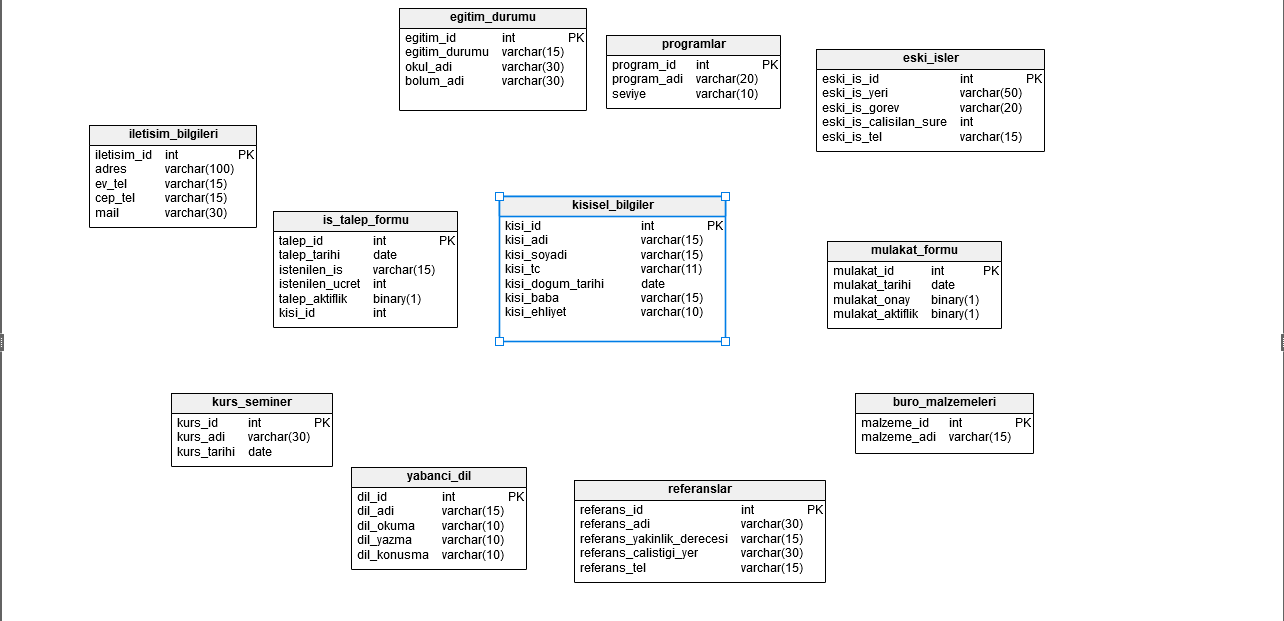 egitim_durumu
egitim_id int PK
egitim_durumu varchar(15)
okul_adi varchar(30)
bolum_adi varchar(30)
programlar
program_id int PK
program_adi varchar(20)
seviye varchar(10)
eski_isler
eski_is_id int PK
eski_is_yeri varchar(50)
eski_is_gorev varchar(20)
eski_is_calisilan_sure int
eski_is_tel varchar(15)
iletisim_bilgileri
iletisim_id int PK
adres varchar(100)
ev_tel varchar(15)
cep_tel varchar(15)
mail varchar(30)
is_talep_formu
talep_id int PK
talep_tarihi date
istenilen_is varchar(15)
istenilen_ucret int
talep_aktiflik binary(1)
kisi_id int
kisisel_bilgiler
kisi_id int PK
kisi_adi varchar(15)
kisi_soyadi varchar(15)
kisi_tc varchar(11)
kisi_dogum_tarihi date
kisi_baba varchar(15)
kisi_ehliyet varchar(10)
mulakat_formu
mulakat_id int PK
mulakat_tarihi date
mulakat_onay binary(1)
mulakat_aktiflik binary(1)
kurs_seminer
kurs_id int PK
kurs_adi varchar(30)
kurs_tarihi date
buro_malzemeleri
malzeme_id int PK
malzeme_adi varchar(15)
yabanci_dil
dil_id int PK
dil_adi varchar(15)
dil_okuma varchar(10)
dil_yazma varchar(10)
dil_konusma varchar(10)
referanslar
referans_id int PK
referans_adi varchar(30)
referans_yakinlik_derecesi varchar(15)
referans_calistigi_yer varchar(30)
referans_tel varchar(15)